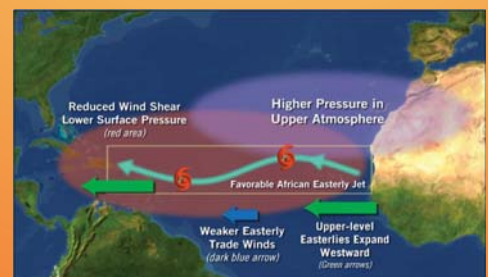 Reduced Wind Shear
Lower Surface Pressure
(red area)
Higher Pressure in
Upper Atmosphere
Favorable African Easterly Jet
Weaker Easterly
Trade Winds
(dark blue arrow)
Upper-level
Easterlies Expand
Westward
(Green arrows)